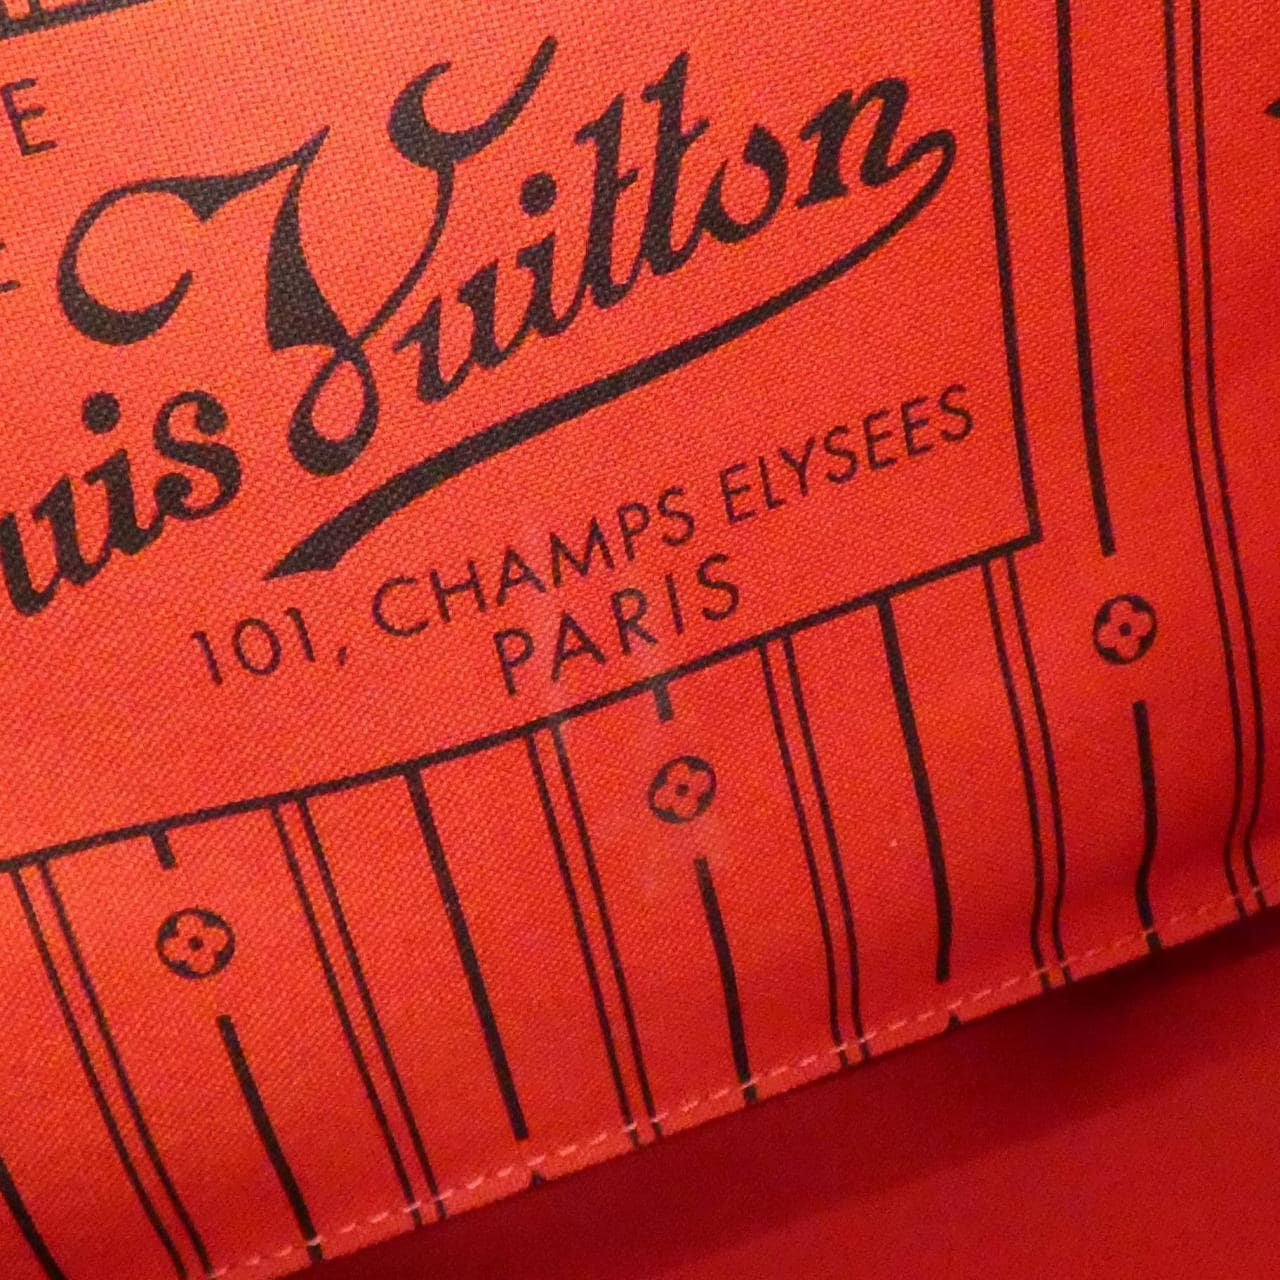 E
uis Vuitton
101, CHAMPS ELYSEES
PARIS